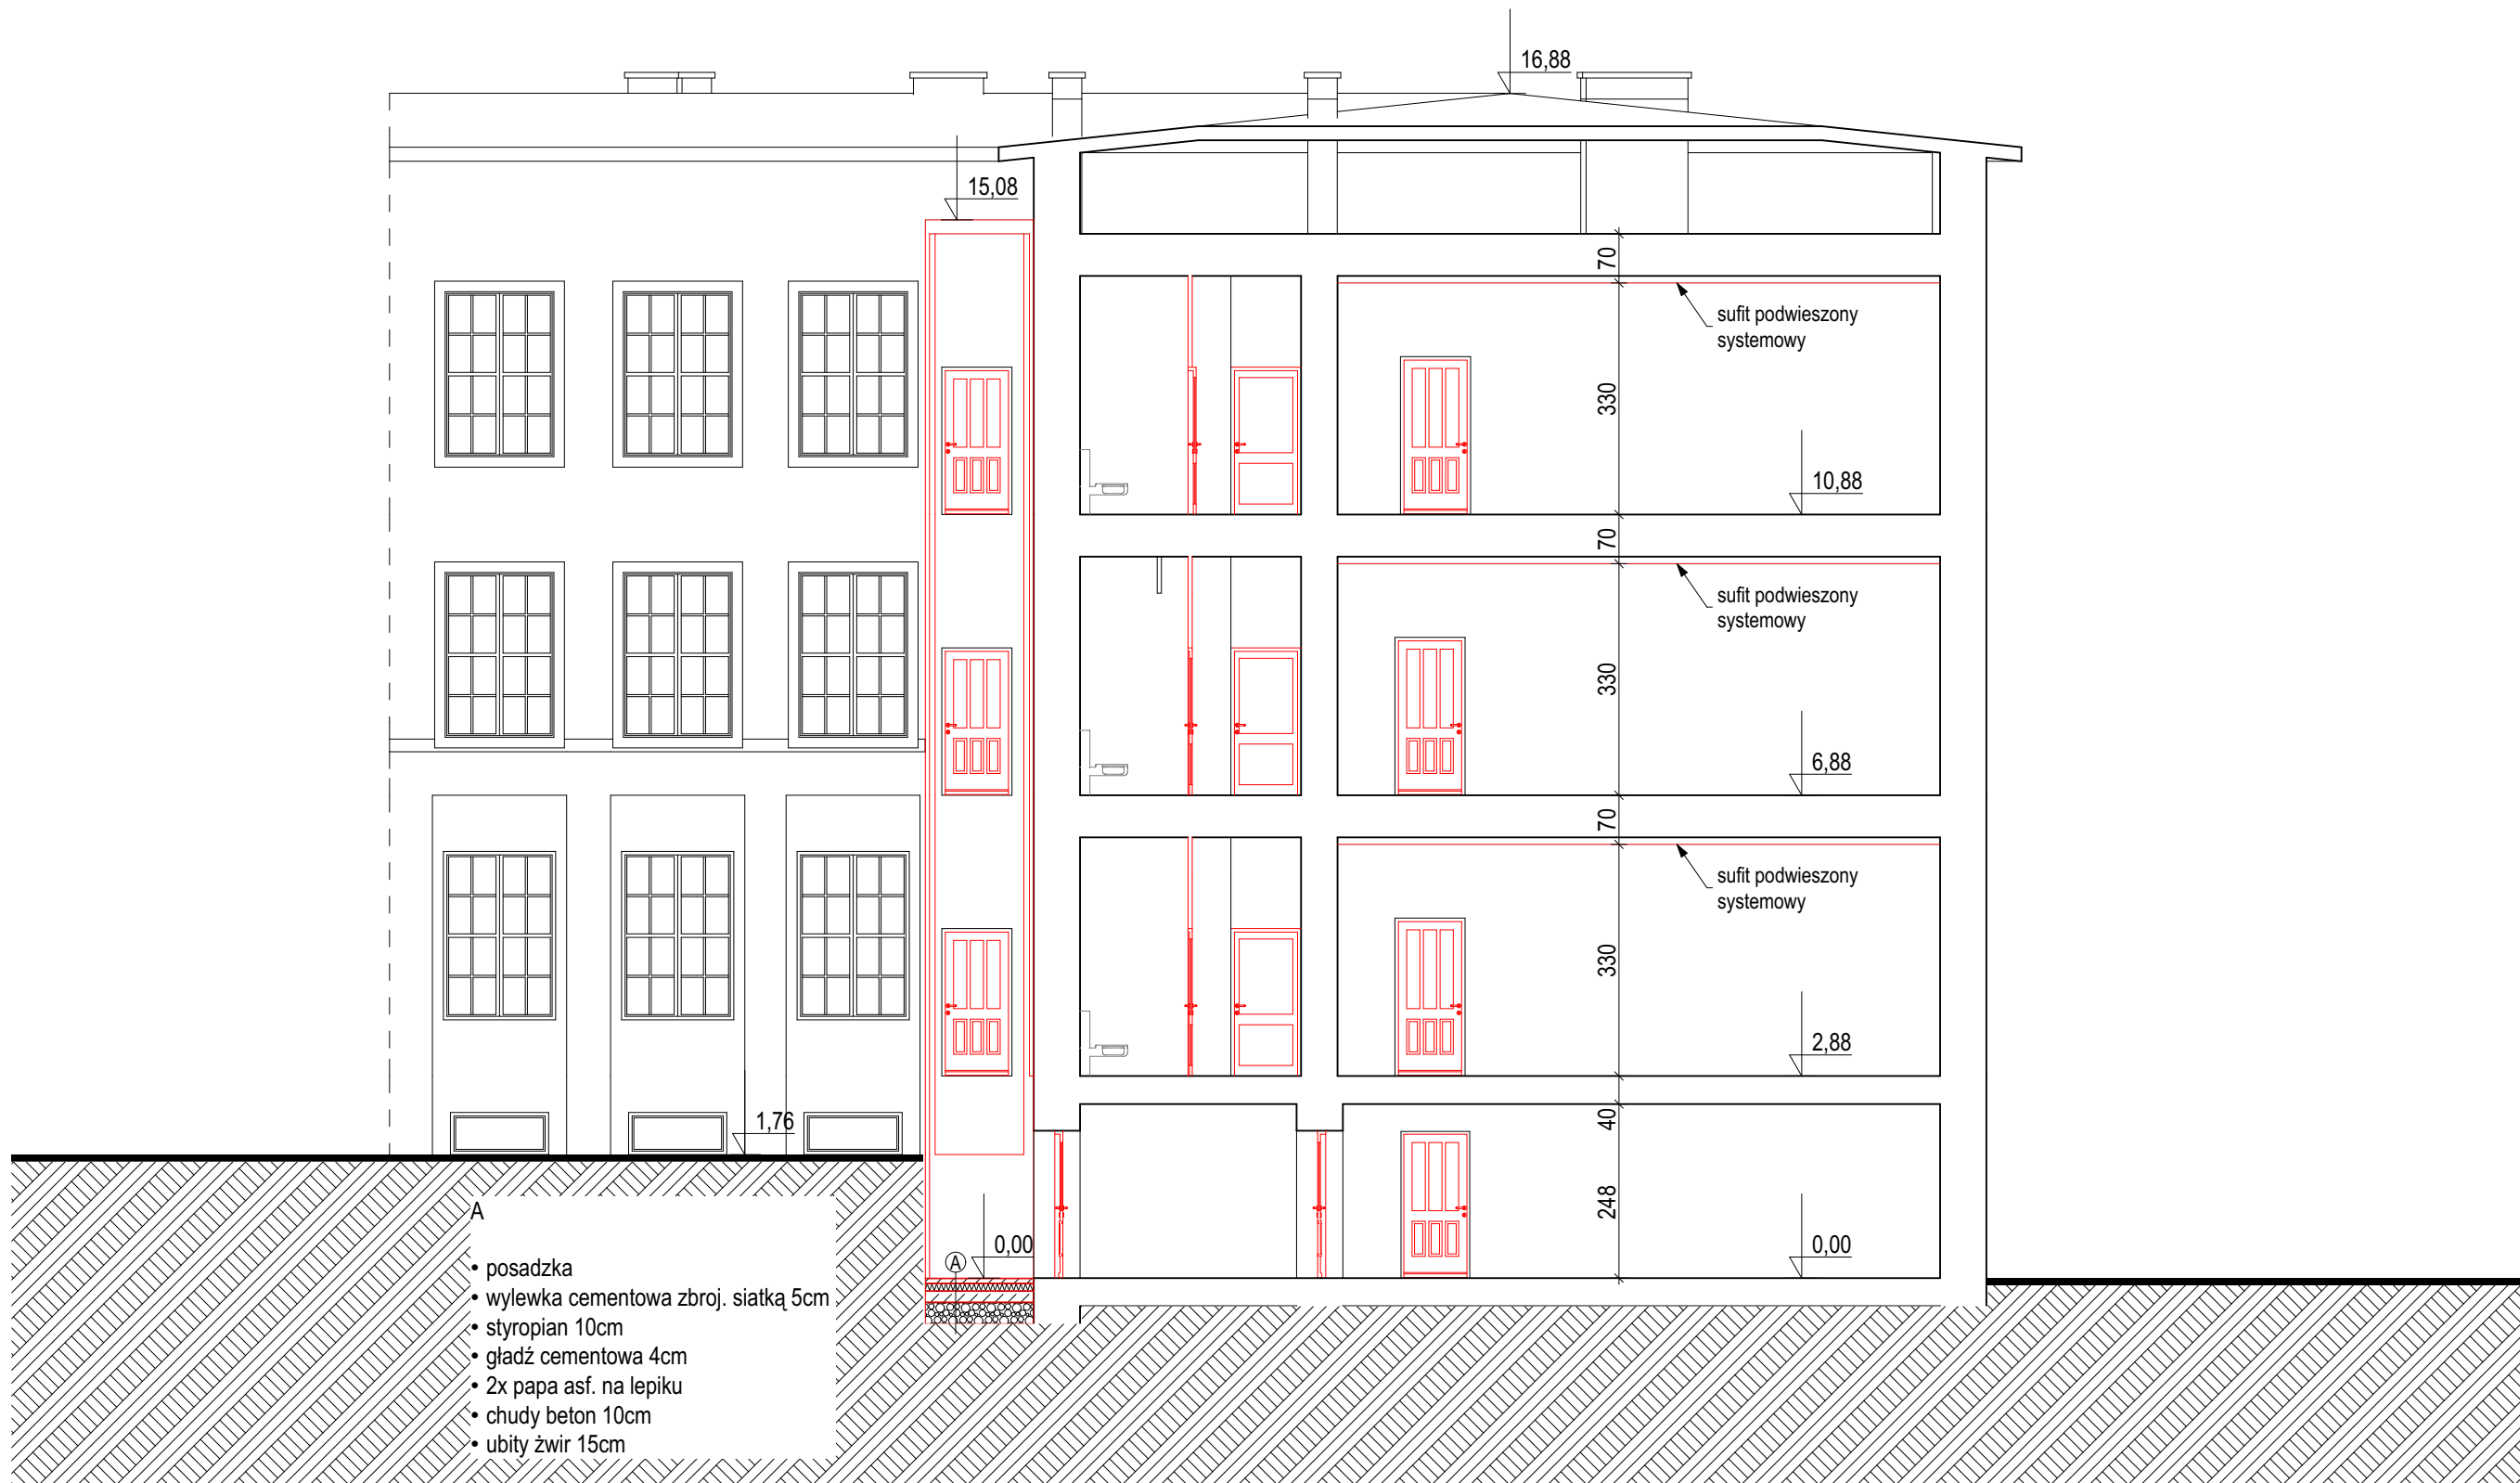 16,88
15,08
70
sufit podwieszony
systemowy
330
10,88
70
sufit podwieszony
systemowy
330
6,88
70
sufit podwieszony
systemowy
330
2,88
1,76
40
248
0,00
0,00
A
A
• posadzka
• wylewka cementowa zbroj. siatką 5cm
• styropian 10cm
• gładź cementowa 4cm
• 2x papa asf. na lepiku
• chudy beton 10cm
• ubity żwir 15cm